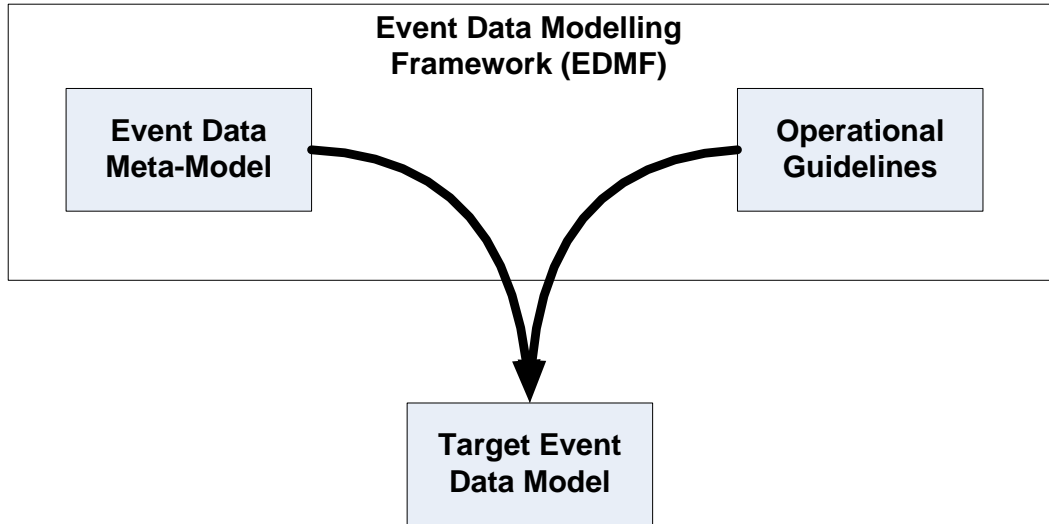 Event Data Modelling
Framework (EDMF)
Event Data
Meta-Model
Operational
Guidelines
Target Event
Data Model